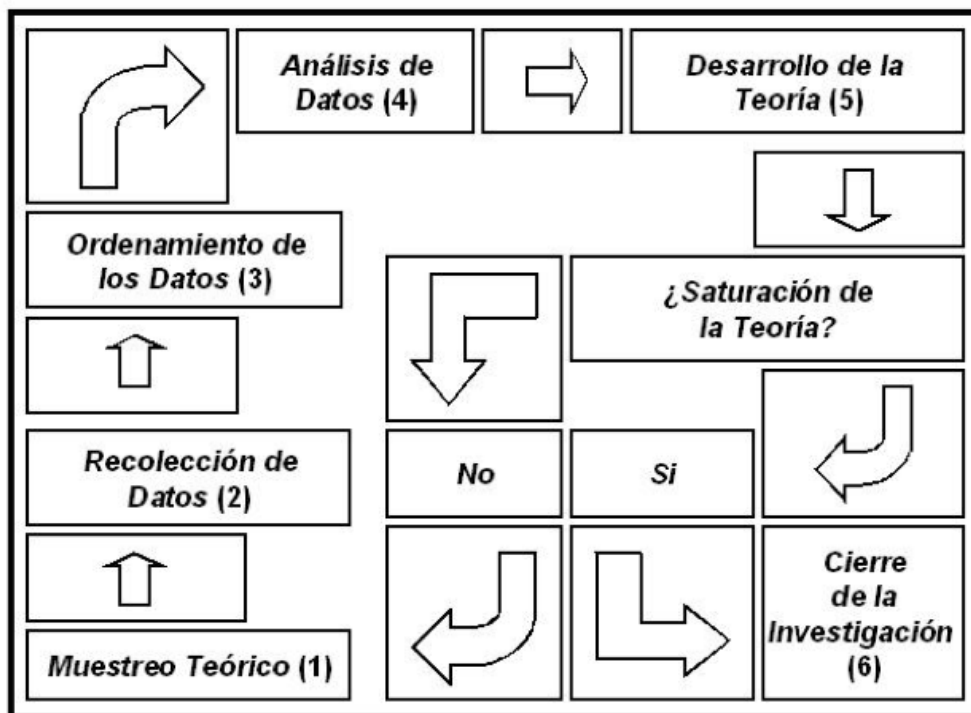 Análisis de
Datos (4)
Desarrollo de la
Teoría (5)
Ordenamiento de
los Datos (3)
¿Saturación de
la Teoría?
Recolección de
Datos (2)
No
Si
Cierre
de la
Investigación
(6)
Muestreo Teórico (1)